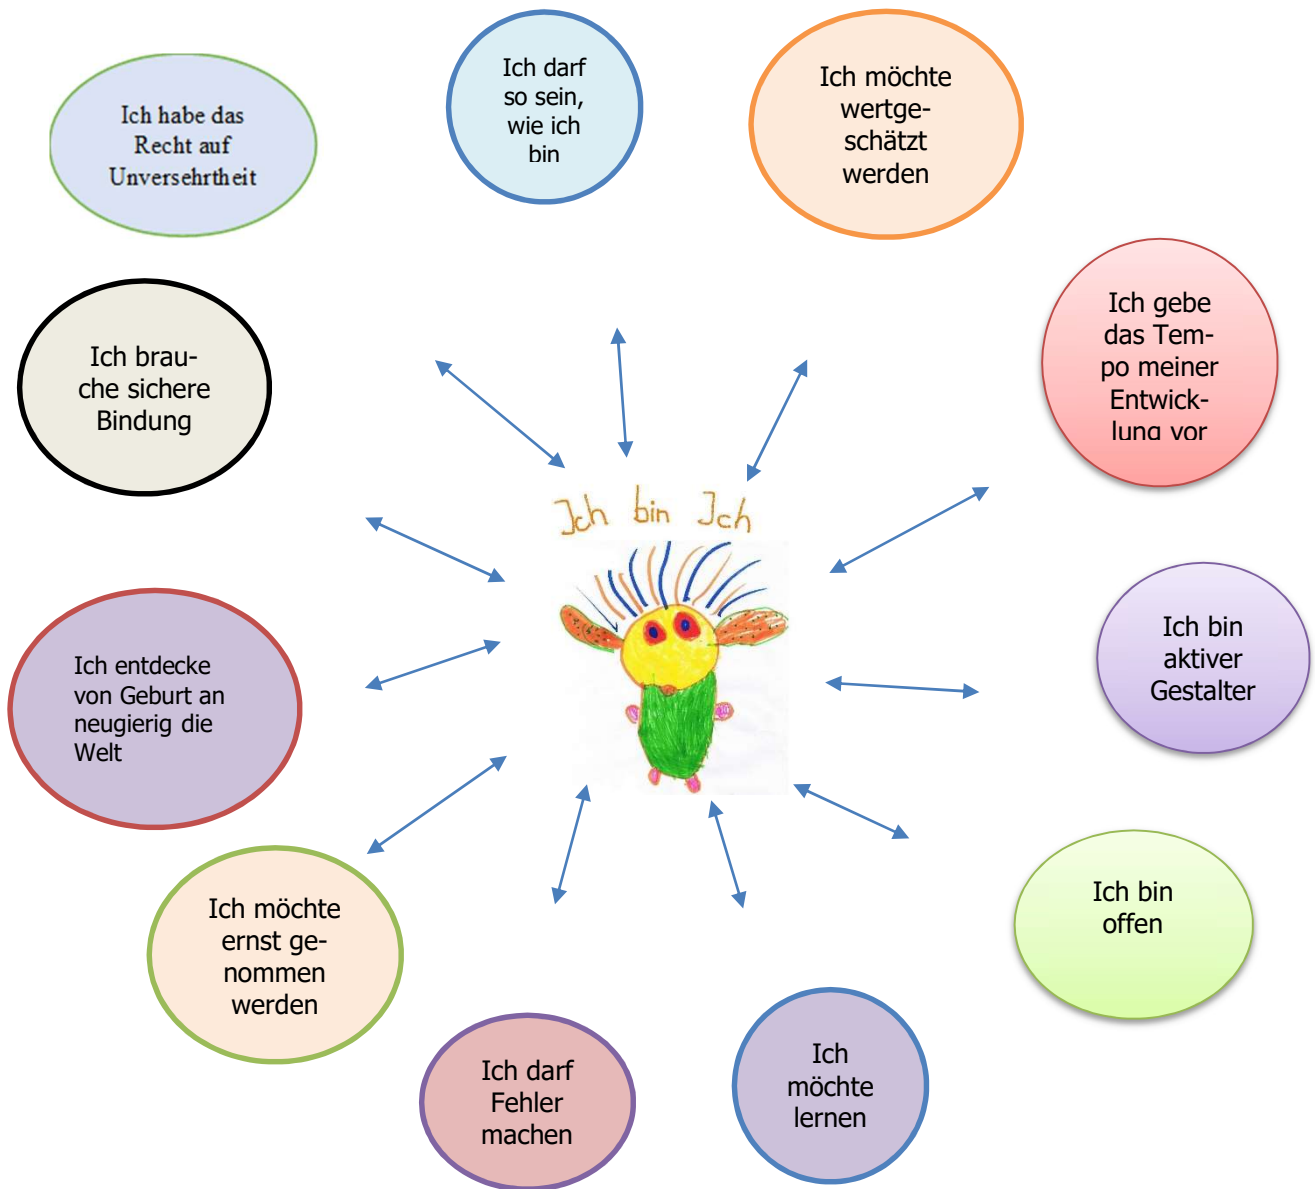 Ich habe das
Recht auf
Unversehrtheit
Ich darf
so sein,
wie ich
bin
Ich möchte
wertge-
schätzt
werden
Ich gebe
das Tem-
po meiner
Entwick-
lung vor
Ich brau-
che sichere
Bindung
Ich bin Ich
Ich bin
aktiver
Gestalter
Ich entdecke
von Geburt an
neugierig die
Welt
Ich bin
offen
Ich möchte
ernst ge-
nommen
werden
Ich darf
Fehler
machen
Ich
möchte
lernen